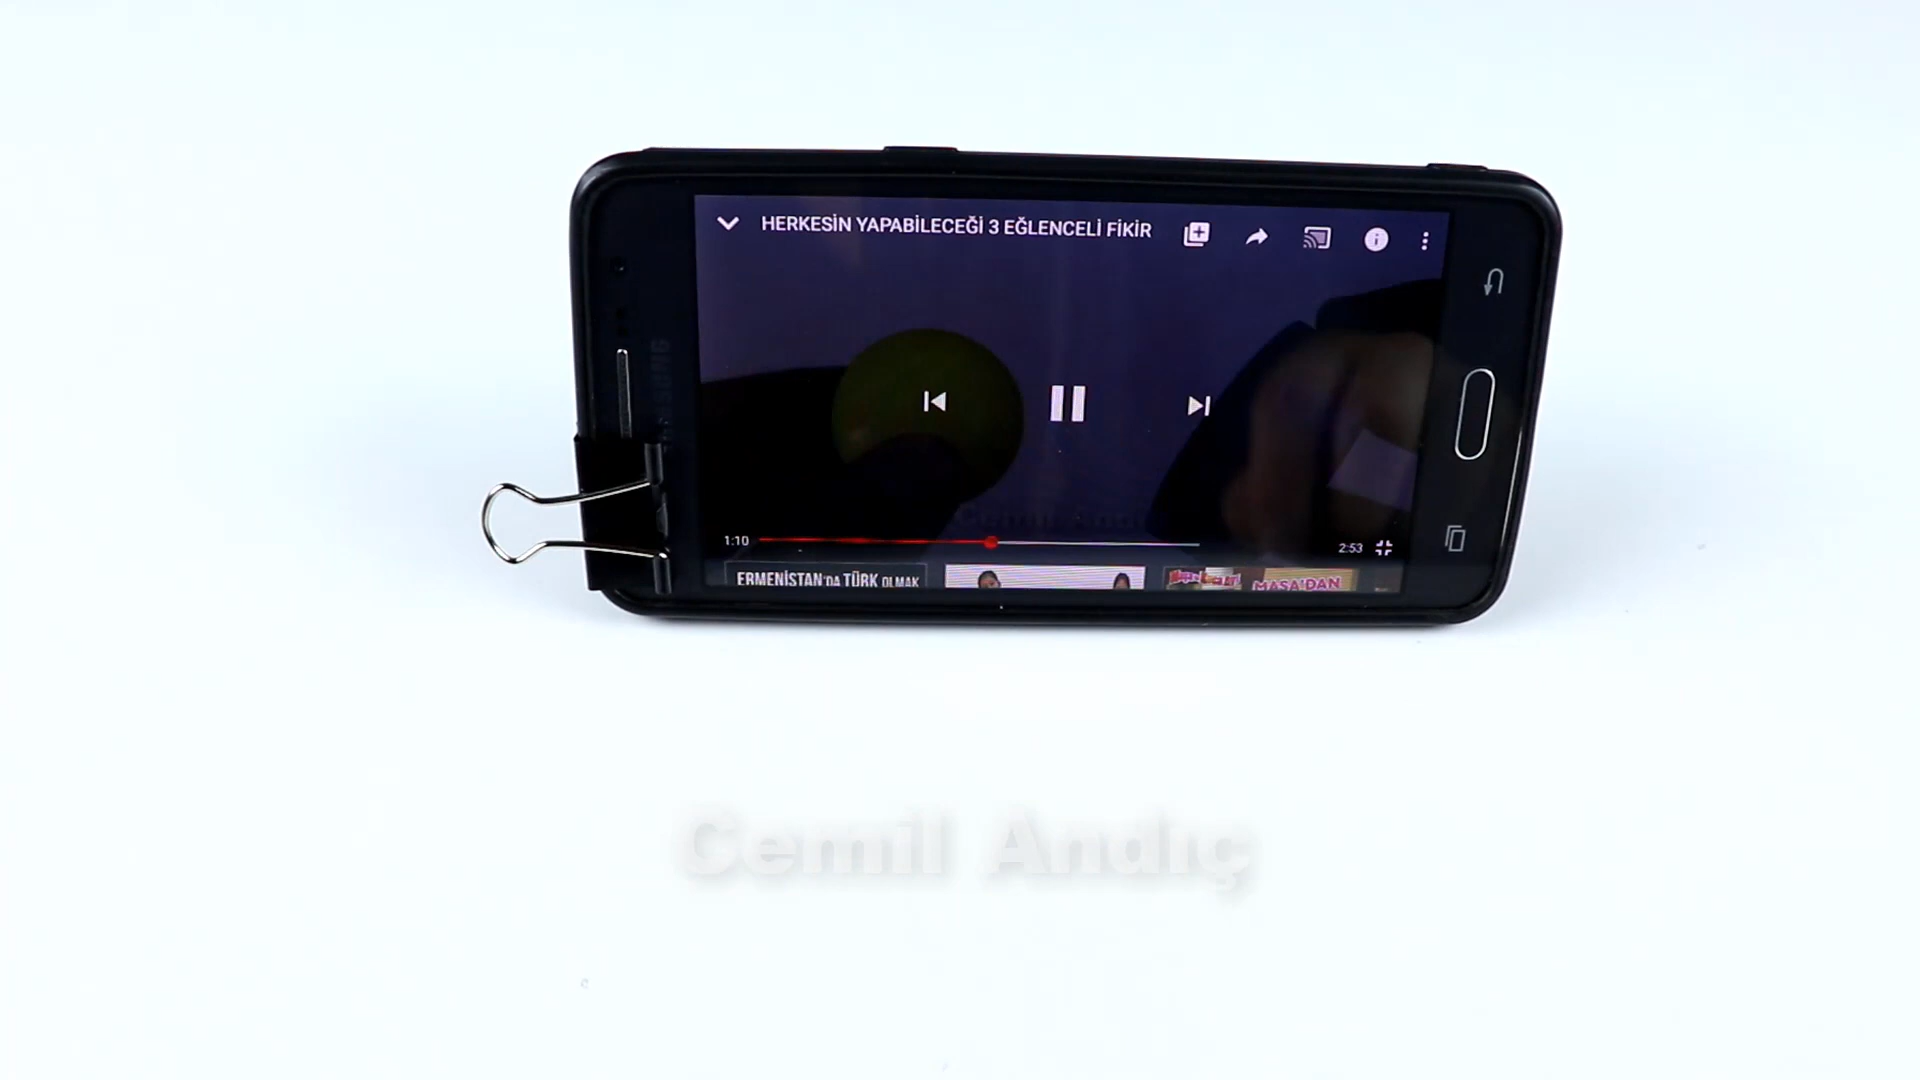 HERKESİN YAPABİLECEĞİ 3 EĞLENCELİ FİKİR
SAMSUNG
1:10
2:53
ERMENİSTAN'DA TÜRK OLMAK
MASA'DAN
Cemil Andıç